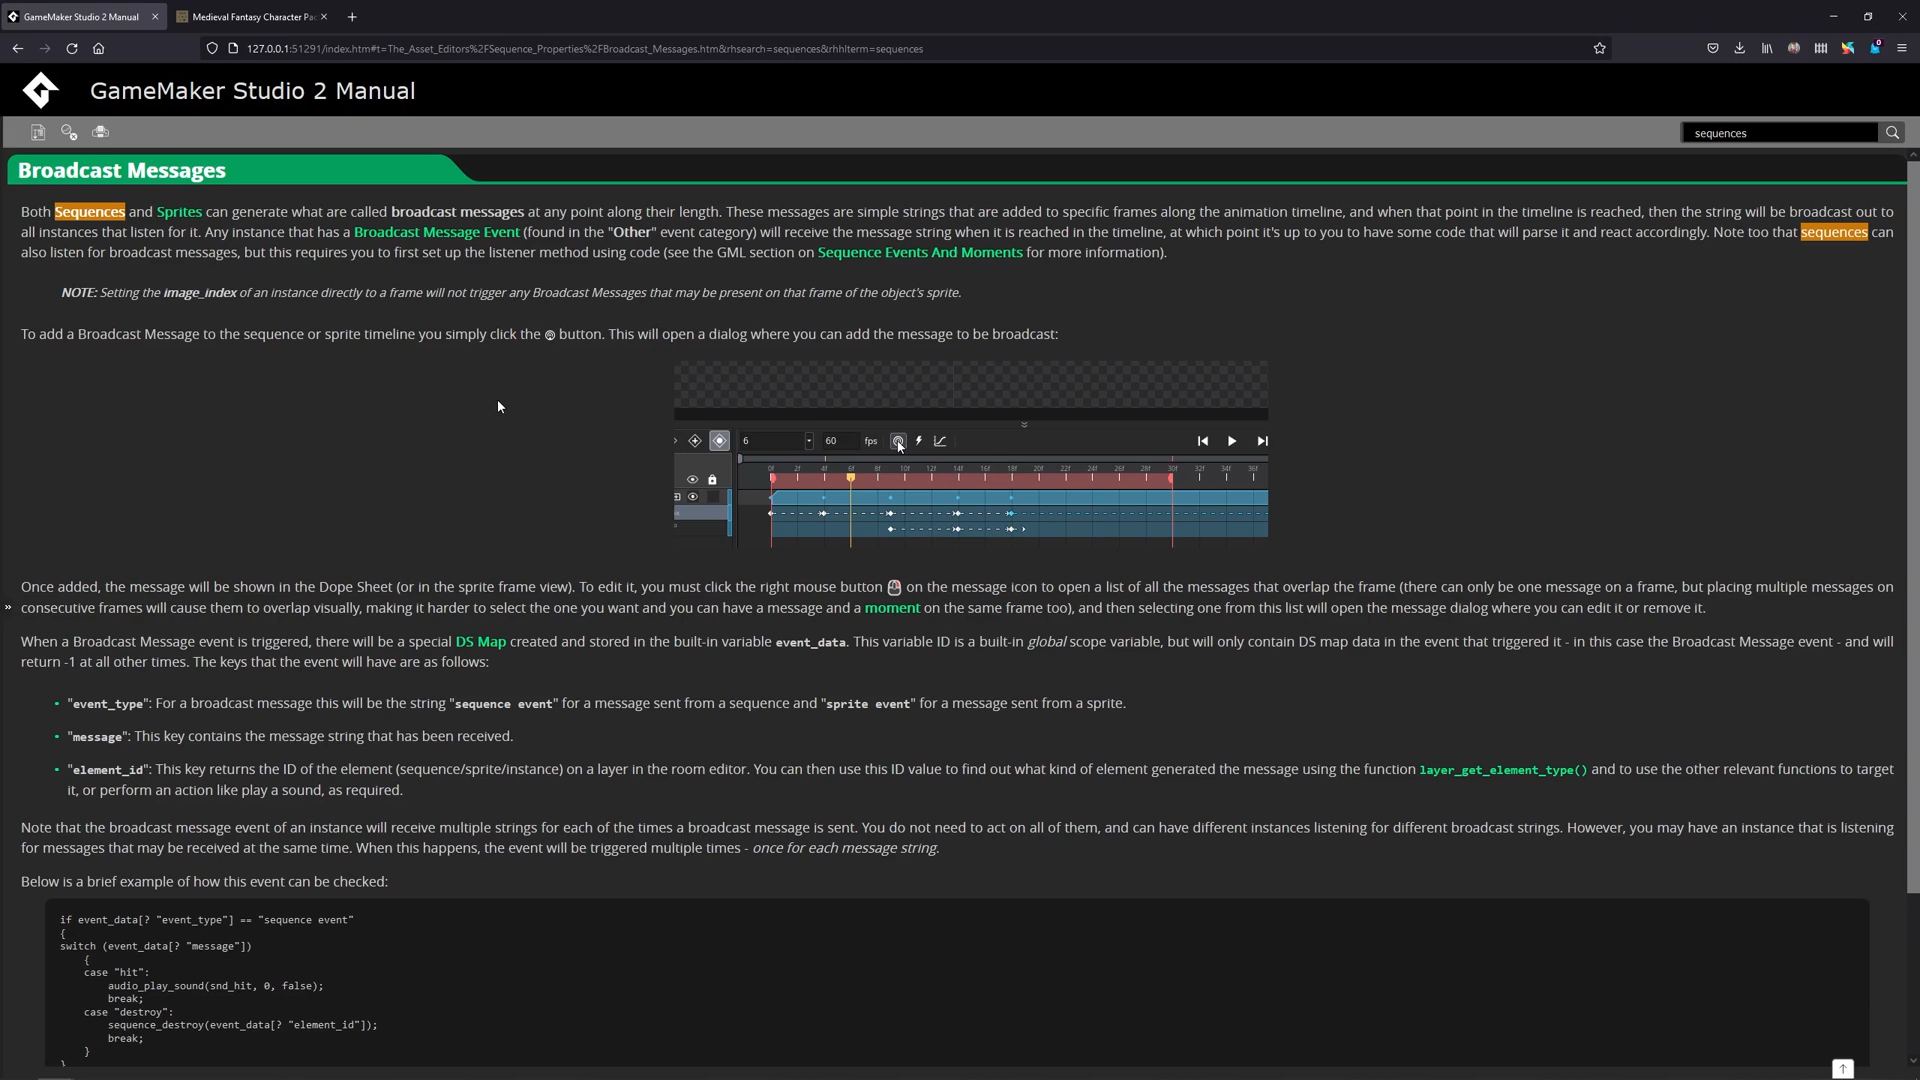 GameMaker Studio 2 Manual
Medieval Fantasy Character Pac
127.0.0.1:51291/index.htm#t=The_Asset_Editors%2FSequence_Properties%2FBroadcast_Messages.htm&rhsearch=sequences&rhhlterm=sequences
GameMaker Studio 2 Manual
sequences
Broadcast Messages
Both Sequences and Sprites can generate what are called broadcast messages at any point along their length. These messages are simple strings that are added to specific frames along the animation timeline, and when that point in the timeline is reached, then the string will be broadcast out to
all instances that listen for it. Any instance that has a Broadcast Message Event (found in the "Other" event category) will receive the message string when it is reached in the timeline, at which point it's up to you to have some code that will parse it and react accordingly. Note too that sequences can
also listen for broadcast messages, but this requires you to first set up the listener method using code (see the GML section on Sequence Events And Moments for more information).
NOTE: Setting the image_index of an instance directly to a frame will not trigger any Broadcast Messages that may be present on that frame of the object's sprite.
To add a Broadcast Message to the sequence or sprite timeline you simply click the button. This will open a dialog where you can add the message to be broadcast:
6 60 fps
0f 2f 4f 6f 8f 10f 12f 14f 16f 18f 20f 22f 24f 26f 28f 30f 32f 34f 36f
Once added, the message will be shown in the Dope Sheet (or in the sprite frame view). To edit it, you must click the right mouse button on the message icon to open a list of all the messages that overlap the frame (there can only be one message on a frame, but placing multiple messages on
» consecutive frames will cause them to overlap visually, making it harder to select the one you want and you can have a message and a moment on the same frame too), and then selecting one from this list will open the message dialog where you can edit it or remove it.
When a Broadcast Message event is triggered, there will be a special DS Map created and stored in the built-in variable event_data. This variable ID is a built-in global scope variable, but will only contain DS map data in the event that triggered it - in this case the Broadcast Message event - and will
return -1 at all other times. The keys that the event will have are as follows:
• "event_type": For a broadcast message this will be the string "sequence event" for a message sent from a sequence and "sprite event" for a message sent from a sprite.
• "message": This key contains the message string that has been received.
• "element_id": This key returns the ID of the element (sequence/sprite/instance) on a layer in the room editor. You can then use this ID value to find out what kind of element generated the message using the function layer_get_element_type() and to use the other relevant functions to target
it, or perform an action like play a sound, as required.
Note that the broadcast message event of an instance will receive multiple strings for each of the times a broadcast message is sent. You do not need to act on all of them, and can have different instances listening for different broadcast strings. However, you may have an instance that is listening
for messages that may be received at the same time. When this happens, the event will be triggered multiple times - once for each message string.
Below is a brief example of how this event can be checked:
if event_data[? "event_type"] == "sequence event"
{
switch (event_data[? "message"])
{
case "hit":
audio_play_sound(snd_hit, 0, false);
break;
case "destroy":
sequence_destroy(event_data[? "element_id"]);
break;
}
}